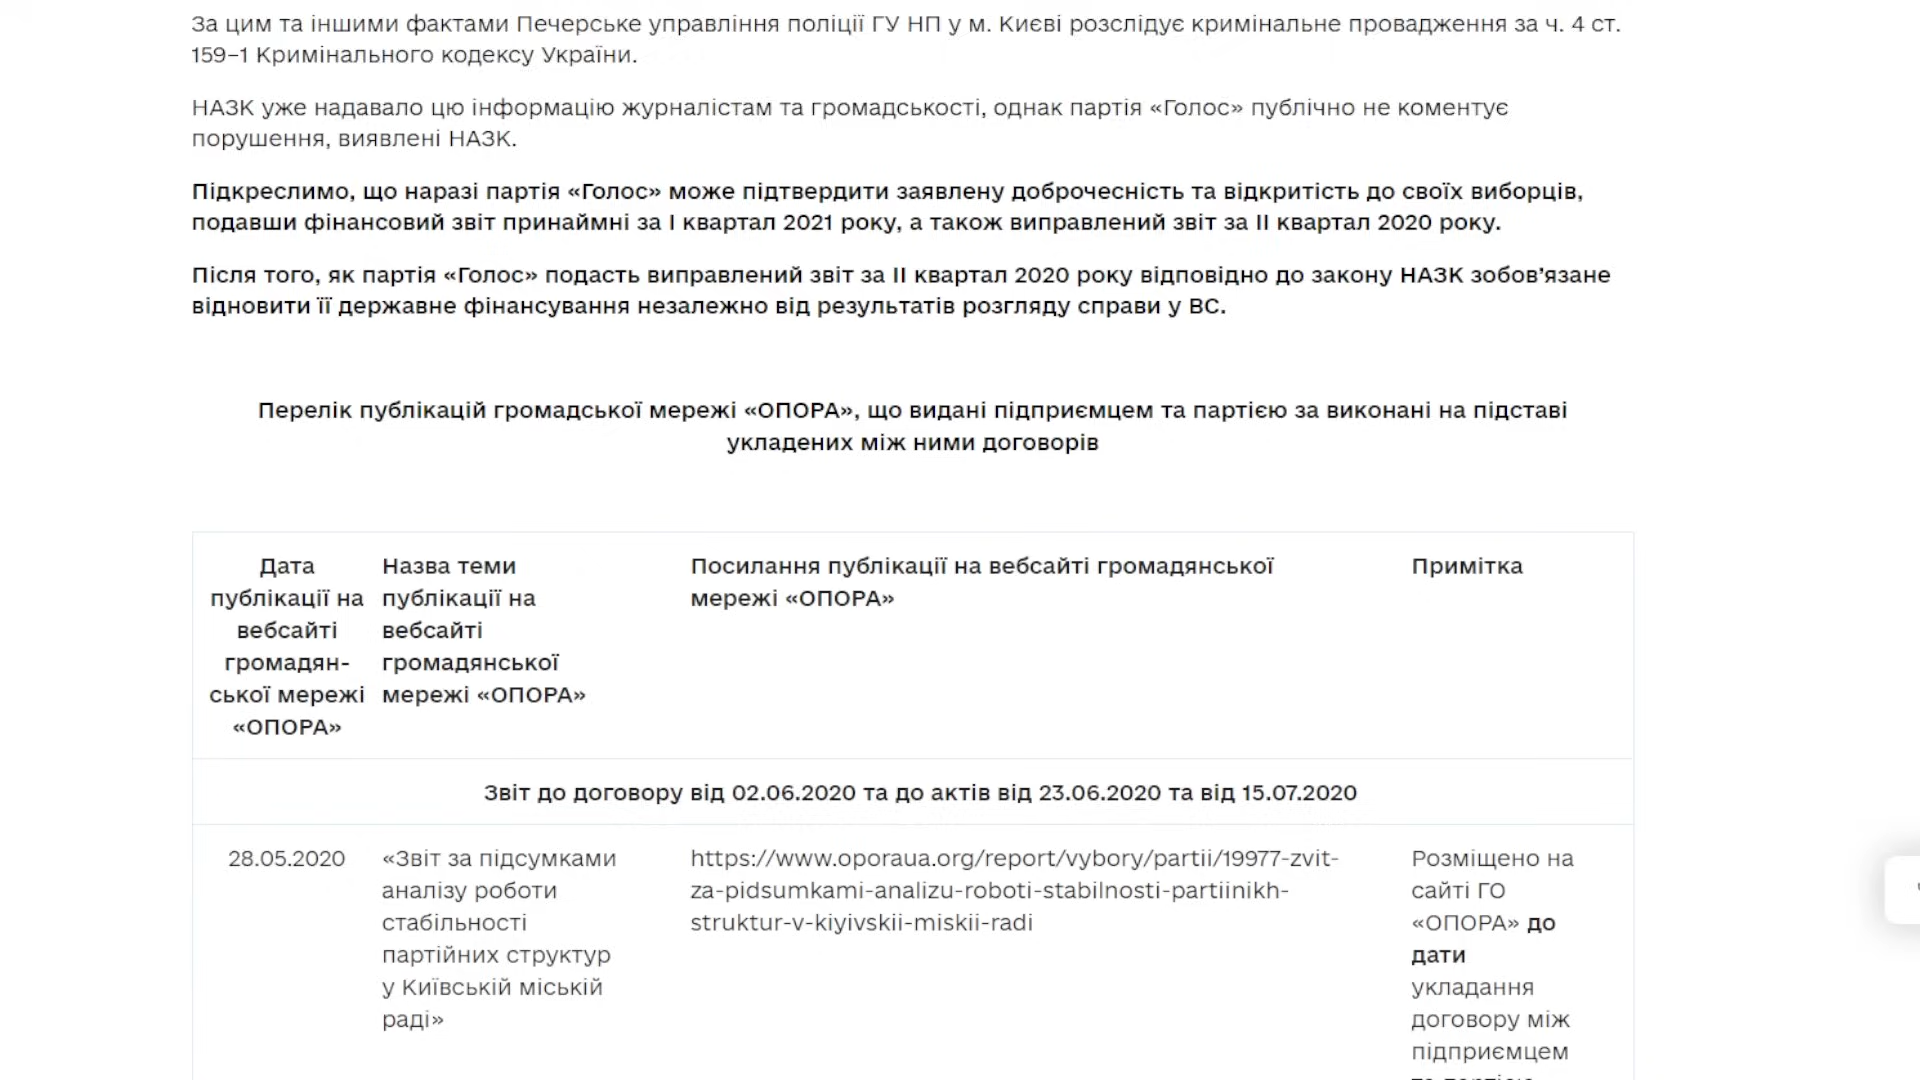 За цим та іншими фактами Печерське управління поліції ГУ НП у м. Києві розслідує кримінальне провадження за ч. 4 ст.
159–1 Кримінального кодексу України.
НАЗК уже надавало цю інформацію журналістам та громадськості, однак партія «Голос» публічно не коментує
порушення, виявлені НАЗК.
Підкреслимо, що наразі партія «Голос» може підтвердити заявлену доброчесність та відкритість до своїх виборців,
подавши фінансовий звіт принаймні за І квартал 2021 року, а також виправлений звіт за ІІ квартал 2020 року.
Після того, як партія «Голос» подасть виправлений звіт за ІІ квартал 2020 року відповідно до закону НАЗК зобов’язане
відновити її державне фінансування незалежно від результатів розгляду справи у ВС.
Перелік публікацій громадської мережі «ОПОРА», що видані підприємцем та партією за виконані на підставі
укладених між ними договорів
Дата
публікації на
вебсайті
громадян-
ської мережі
«ОПОРА»
Назва теми
публікації на
вебсайті
громадянської
мережі «ОПОРА»
Посилання публікації на вебсайті громадянської
мережі «ОПОРА»
Примітка
Звіт до договору від 02.06.2020 та до актів від 23.06.2020 та від 15.07.2020
28.05.2020
«Звіт за підсумками
аналізу роботи
стабільності
партійних структур
у Київській міській
раді»
https://www.oporaua.org/report/vybory/partii/19977-zvit-
za-pidsumkami-analizu-roboti-stabilnosti-partiinikh-
struktur-v-kiyivskii-miskii-radi
Розміщено на
сайті ГО
«ОПОРА» до
дати
укладання
договору між
підприємцем